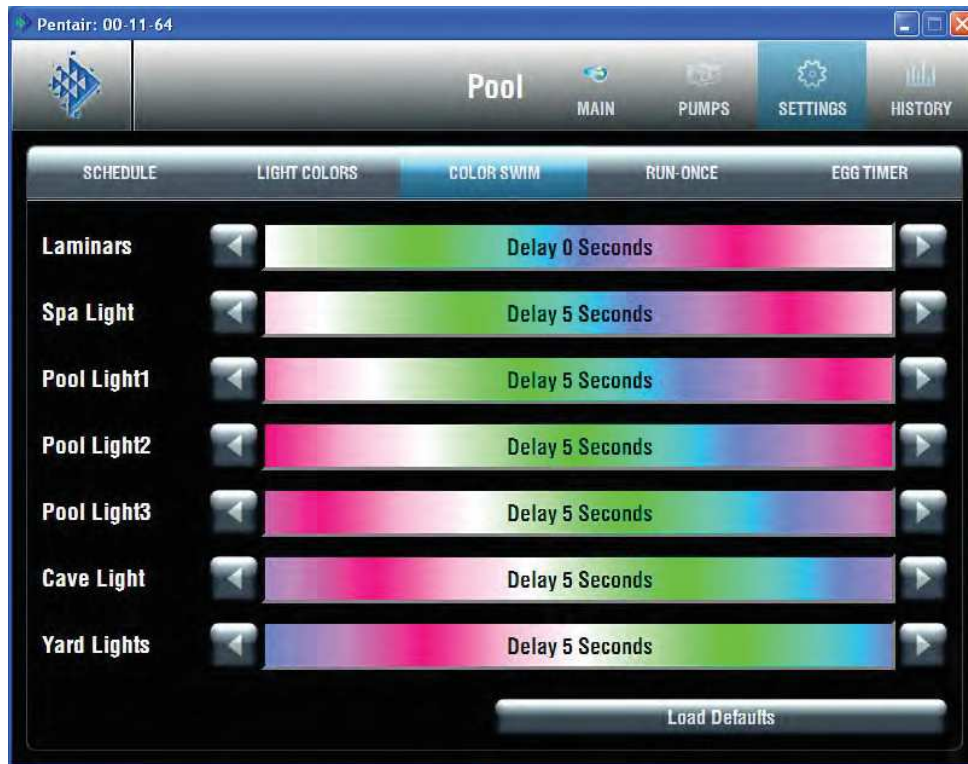 Pentair: 00-11-64
Pool
MAIN
PUMPS
SETTINGS
HISTORY
SCHEDULE
LIGHT COLORS
COLOR SWIM
RUN-ONCE
EGG TIMER
Laminars
Delay 0 Seconds
Spa Light
Delay 5 Seconds
Pool Light1
Delay 5 Seconds
Pool Light2
Delay 5 Seconds
Pool Light3
Delay 5 Seconds
Cave Light
Delay 5 Seconds
Yard Lights
Delay 5 Seconds
Load Defaults